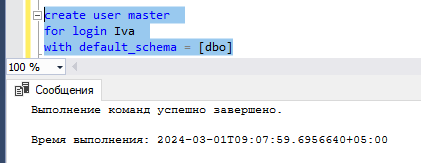 create user master
for login Iva
with default_schema = [dbo]
100 %
Сообщения
Выполнение команд успешно завершено.
Время выполнения: 2024-03-01T09:07:59.6956640+05:00